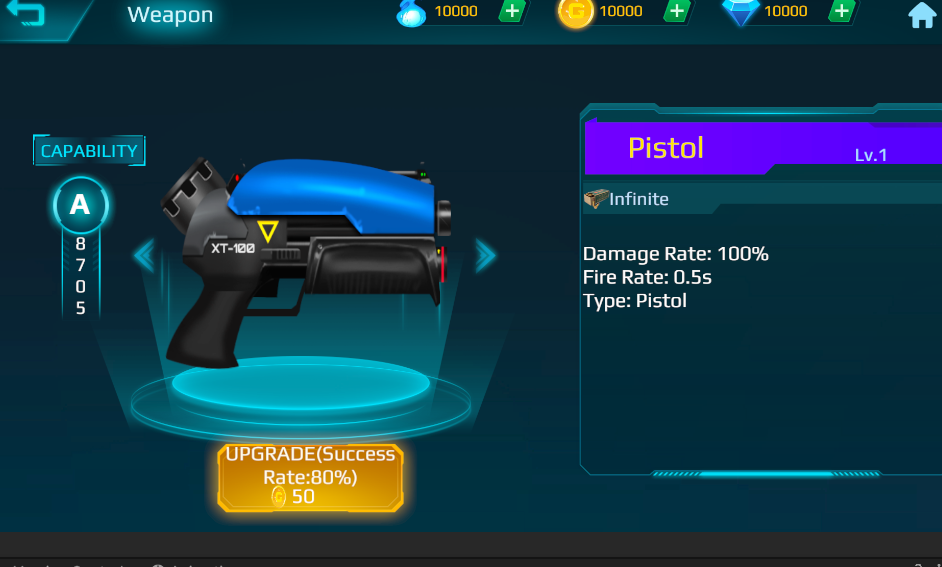 Weapon
10000
10000
10000
CAPABILITY
A
8
7
0
5
XT-100
UPGRADE(Success
Rate:80%)
50
Pistol
Lv.1
Infinite
Damage Rate: 100%
Fire Rate: 0.5s
Type: Pistol